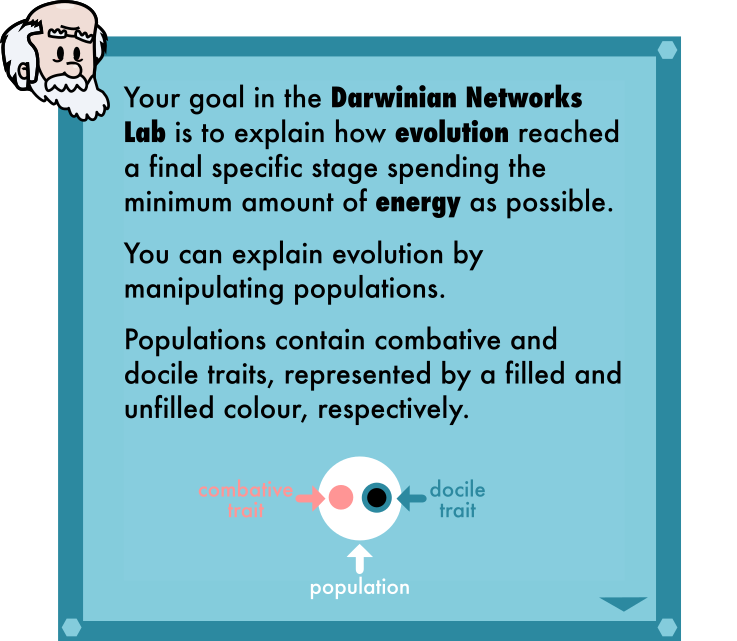 Your goal in the Darwinian Networks
Lab is to explain how evolution reached
a final specific stage spending the
minimum amount of energy as possible.
You can explain evolution by
manipulating populations.
Populations contain combative and
docile traits, represented by a filled and
unfilled colour, respectively.
combative
trait
docile
trait
population